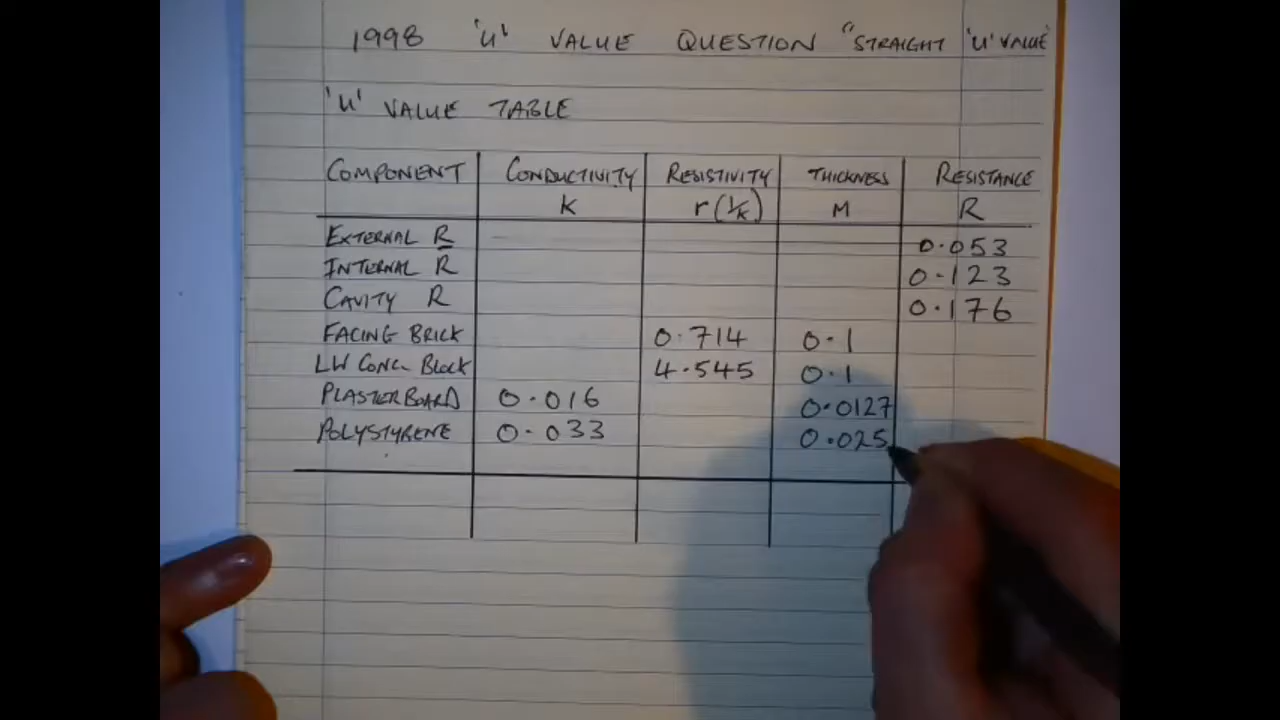 1998 'U' VALUE QUESTION "STRAIGHT 'U' VALUE
'U' VALUE TABLE
COMPONENT CONDUCTIVITY RESISTIVITY THICKNESS RESISTANCE
K r(1/K) M R
EXTERNAL R 0.053
INTERNAL R 0.123
CAVITY R 0.176
FACING BRICK 0.714 0.1
LW CONC. BLOCK 4.545 0.1
PLASTERBOARD 0.016 0.0127
POLYSTYRENE 0.033 0.025